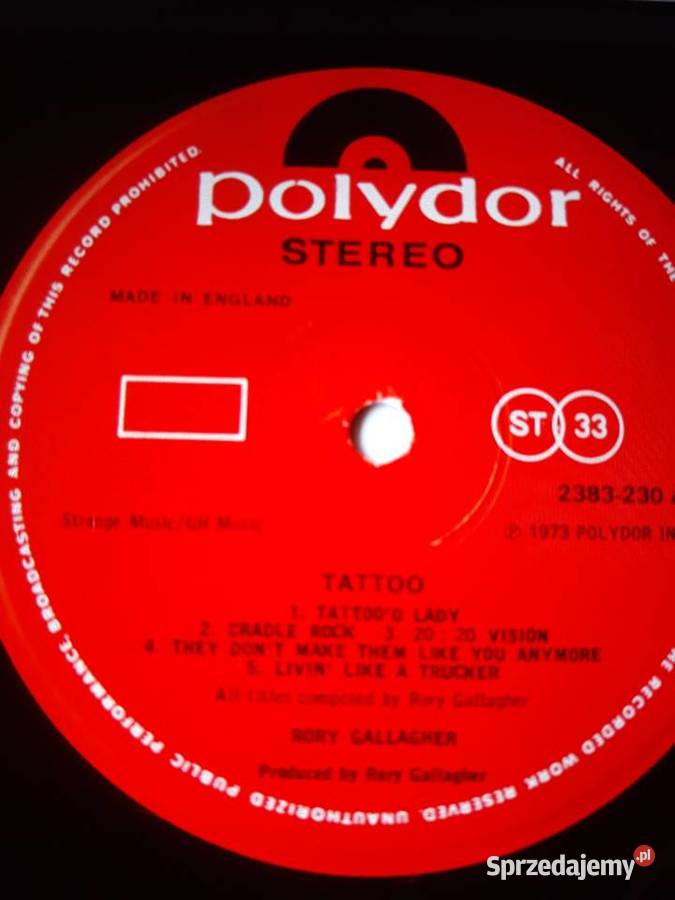 polydor
STEREO
MADE IN ENGLAND
ST 33
2383-230 A
Strange Music/GH Music
℗ 1973 POLYDOR IN
TATTOO
1. TATTOO'D LADY
2. CRADLE ROCK 3. 20:20 VISION
4. THEY DON'T MAKE THEM LIKE YOU ANYMORE
5. LIVIN' LIKE A TRUCKER
All titles composed by Rory Gallagher
RORY GALLAGHER
Produced by Rory Gallagher
ALL RIGHTS OF THE
HE RECORDED WORK RESERVED. UNAUTHORIZED PUBLIC PERFORMANCE, BROADCASTING AND COPYING OF THIS RECORD PROHIBITED.
Sprzedajemy.pl